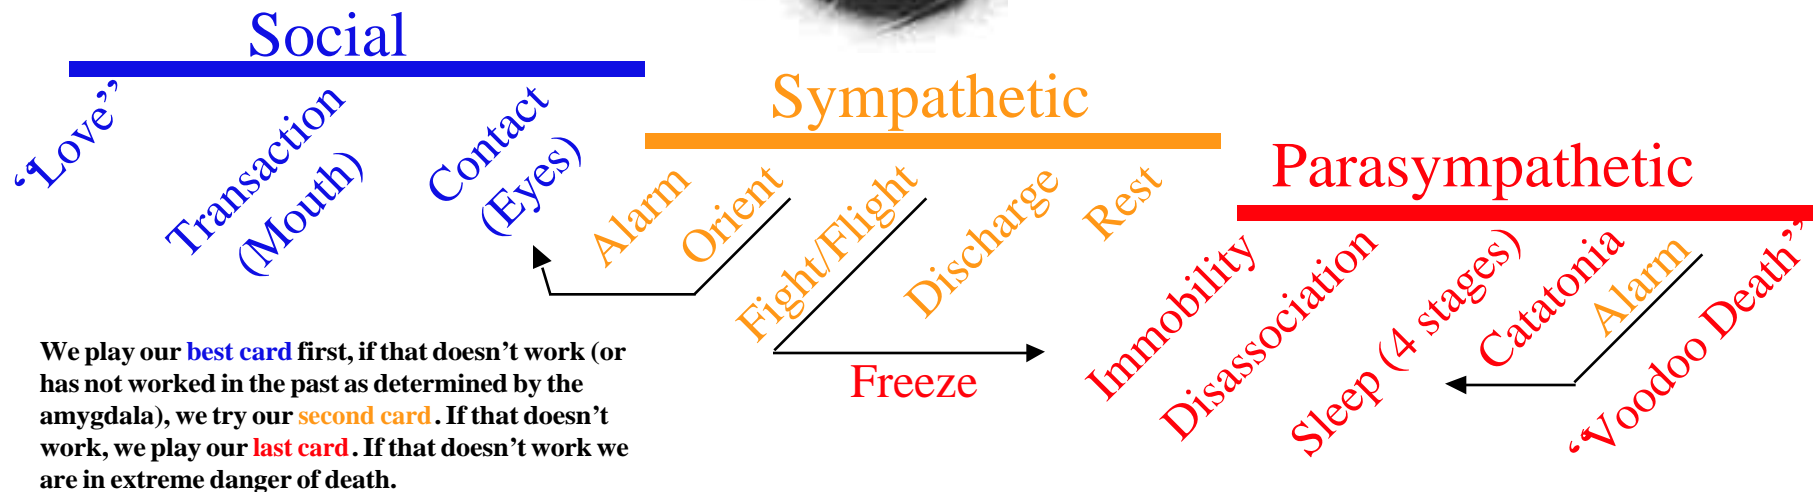 Social
“Love”
Transaction
(Mouth)
Contact
(Eyes)
Sympathetic
Alarm
Orient
Fight/Flight
Discharge
Rest
Freeze
Parasympathetic
Immobility
Disassociation
Sleep (4 stages)
Catatonia
Alarm
“Voodoo Death”
We play our best card first, if that doesn’t work (or
has not worked in the past as determined by the
amygdala), we try our second card. If that doesn’t
work, we play our last card. If that doesn’t work we
are in extreme danger of death.